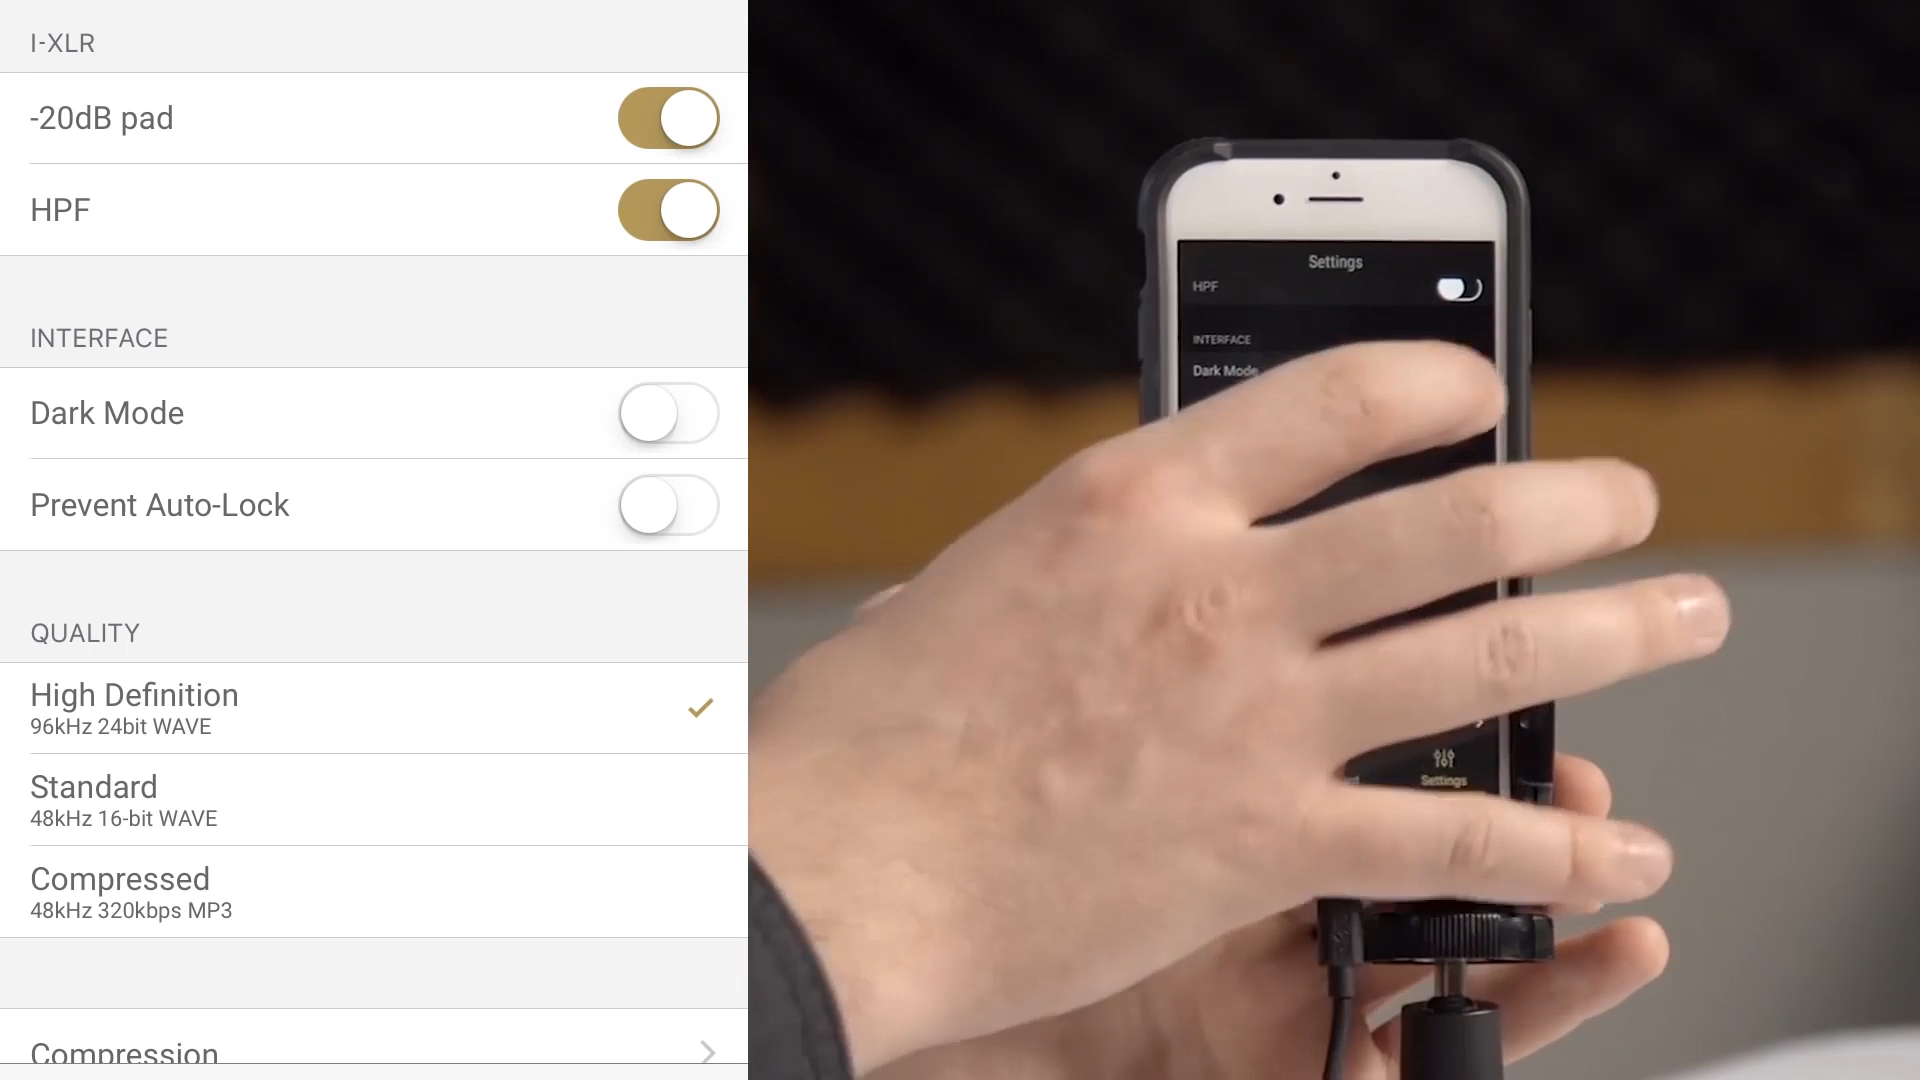 I-XLR
-20dB pad
HPF
INTERFACE
Dark Mode
Prevent Auto-Lock
QUALITY
High Definition
96kHz 24bit WAVE
Standard
48kHz 16-bit WAVE
Compressed
48kHz 320kbps MP3
Compression
Settings
HPF
INTERFACE
Dark Mode
Settings